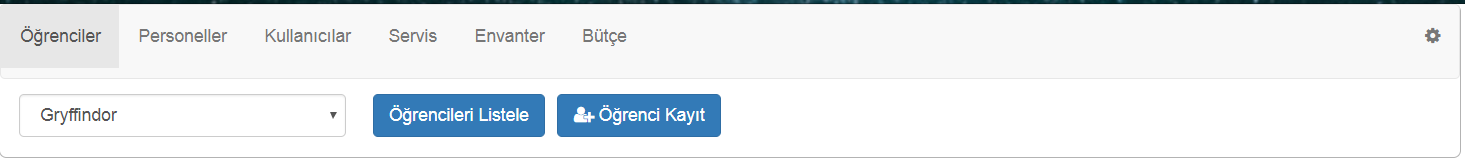 Öğrenciler Personeller Kullanıcılar Servis Envanter Bütçe
Gryffindor Öğrencileri Listele Öğrenci Kayıt